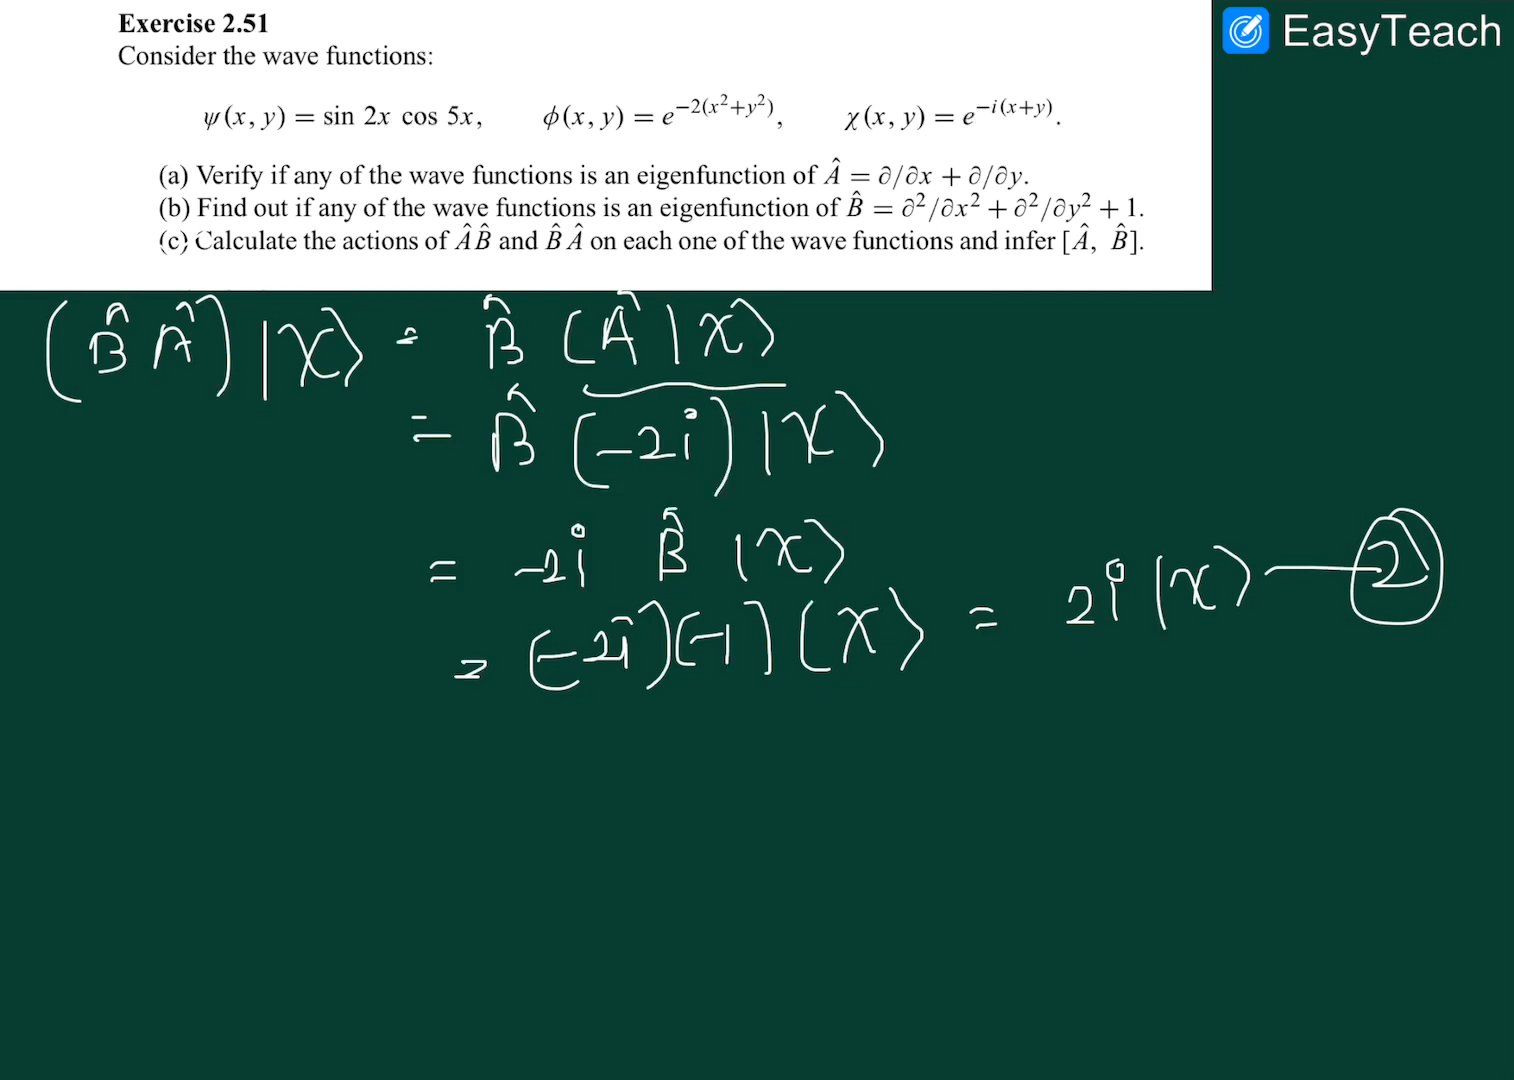 Exercise 2.51
EasyTeach
Consider the wave functions:
ψ(x, y) = sin 2x cos 5x, ϕ(x, y) = e^{−2(x²+y²)}, χ(x, y) = e^{−i(x+y)}.
(a) Verify if any of the wave functions is an eigenfunction of Â = ∂/∂x + ∂/∂y.
(b) Find out if any of the wave functions is an eigenfunction of B̂ = ∂²/∂x² + ∂²/∂y² + 1.
(c) Calculate the actions of ÂB̂ and B̂Â on each one of the wave functions and infer [Â, B̂].
(B̂ Â) |χ⟩ = B̂ (Â |χ⟩
= B̂ (−2i) |χ⟩
= −2i B̂ |χ⟩
= (−2i)(−1) |χ⟩ = 2i |χ⟩ — 2